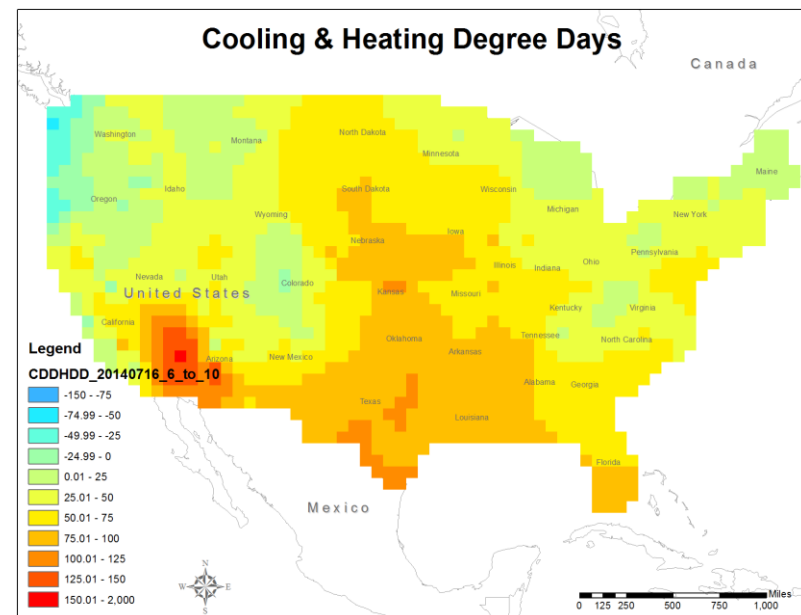 Cooling & Heating Degree Days
Canada
Washington
Montana
North Dakota
Minnesota
Maine
Oregon
Idaho
South Dakota
Wisconsin
Michigan
New York
Wyoming
Nebraska
Iowa
Pennsylvania
Nevada
Utah
Colorado
Illinois
Indiana
Ohio
United States
Kansas
Missouri
Kentucky
Virginia
California
Oklahoma
Tennessee
North Carolina
Arizona
New Mexico
Arkansas
Alabama
Georgia
Texas
Louisiana
Florida
Mexico
Legend
CDDHDD_20140716_6_to_10
-150 - -75
-74.99 - -50
-49.99 - -25
-24.99 - 0
0.01 - 25
25.01 - 50
50.01 - 75
75.01 - 100
100.01 - 125
125.01 - 150
150.01 - 2,000
N
W
E
S
Miles
0 125 250 500 750 1,000